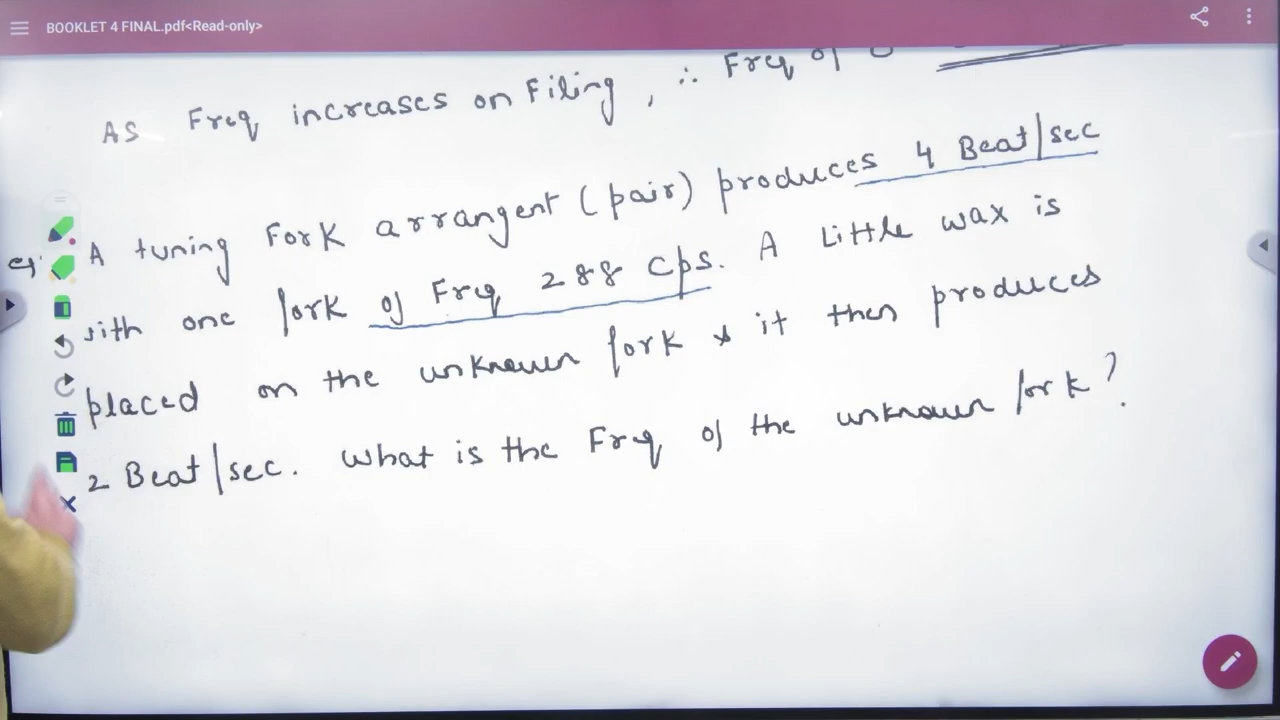 BOOKLET 4 FINAL.pdf<Read-only>
As Freq increases on Filing, ∴ Freq of
A tuning Fork arrangent (pair) produces 4 Beat/sec
with one fork of Frq 288 cps. A Little wax is
placed on the unknown fork & it then produces
2 Beat/sec. What is the Frq of the unknown fork?